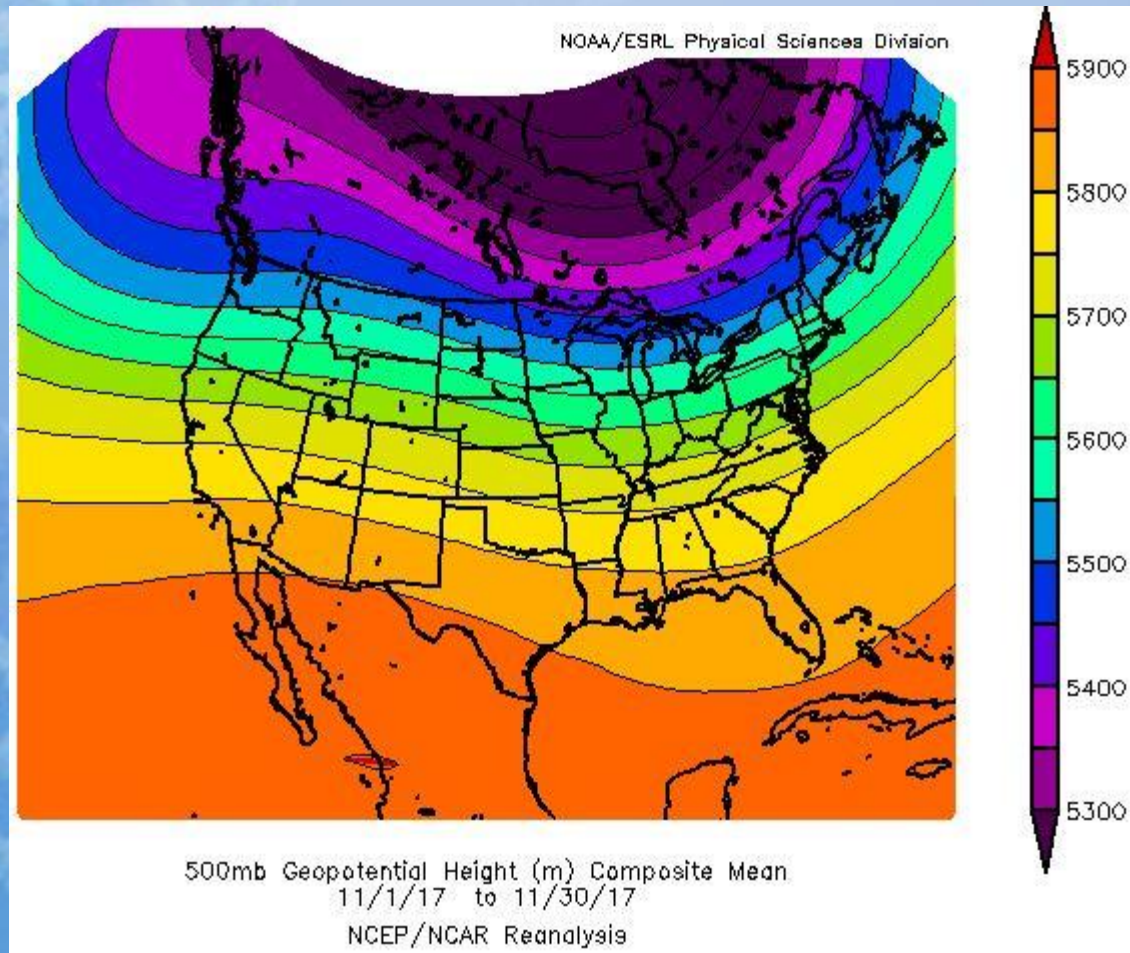 NOAA/ESRL Physical Sciences Division
5900
5800
5700
5600
5500
5400
5300
500mb Geopotential Height (m) Composite Mean
11/1/17 to 11/30/17
NCEP/NCAR Reanalysis